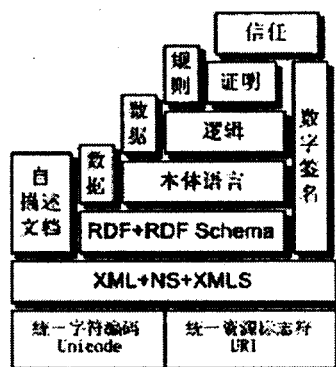 信任
规则
证明
数据
逻辑
数字签名
自描述文档
数据
本体语言
RDF+RDF Schema
XML+NS+XMLS
统一字符编码
Unicode
统一资源标志符
URI